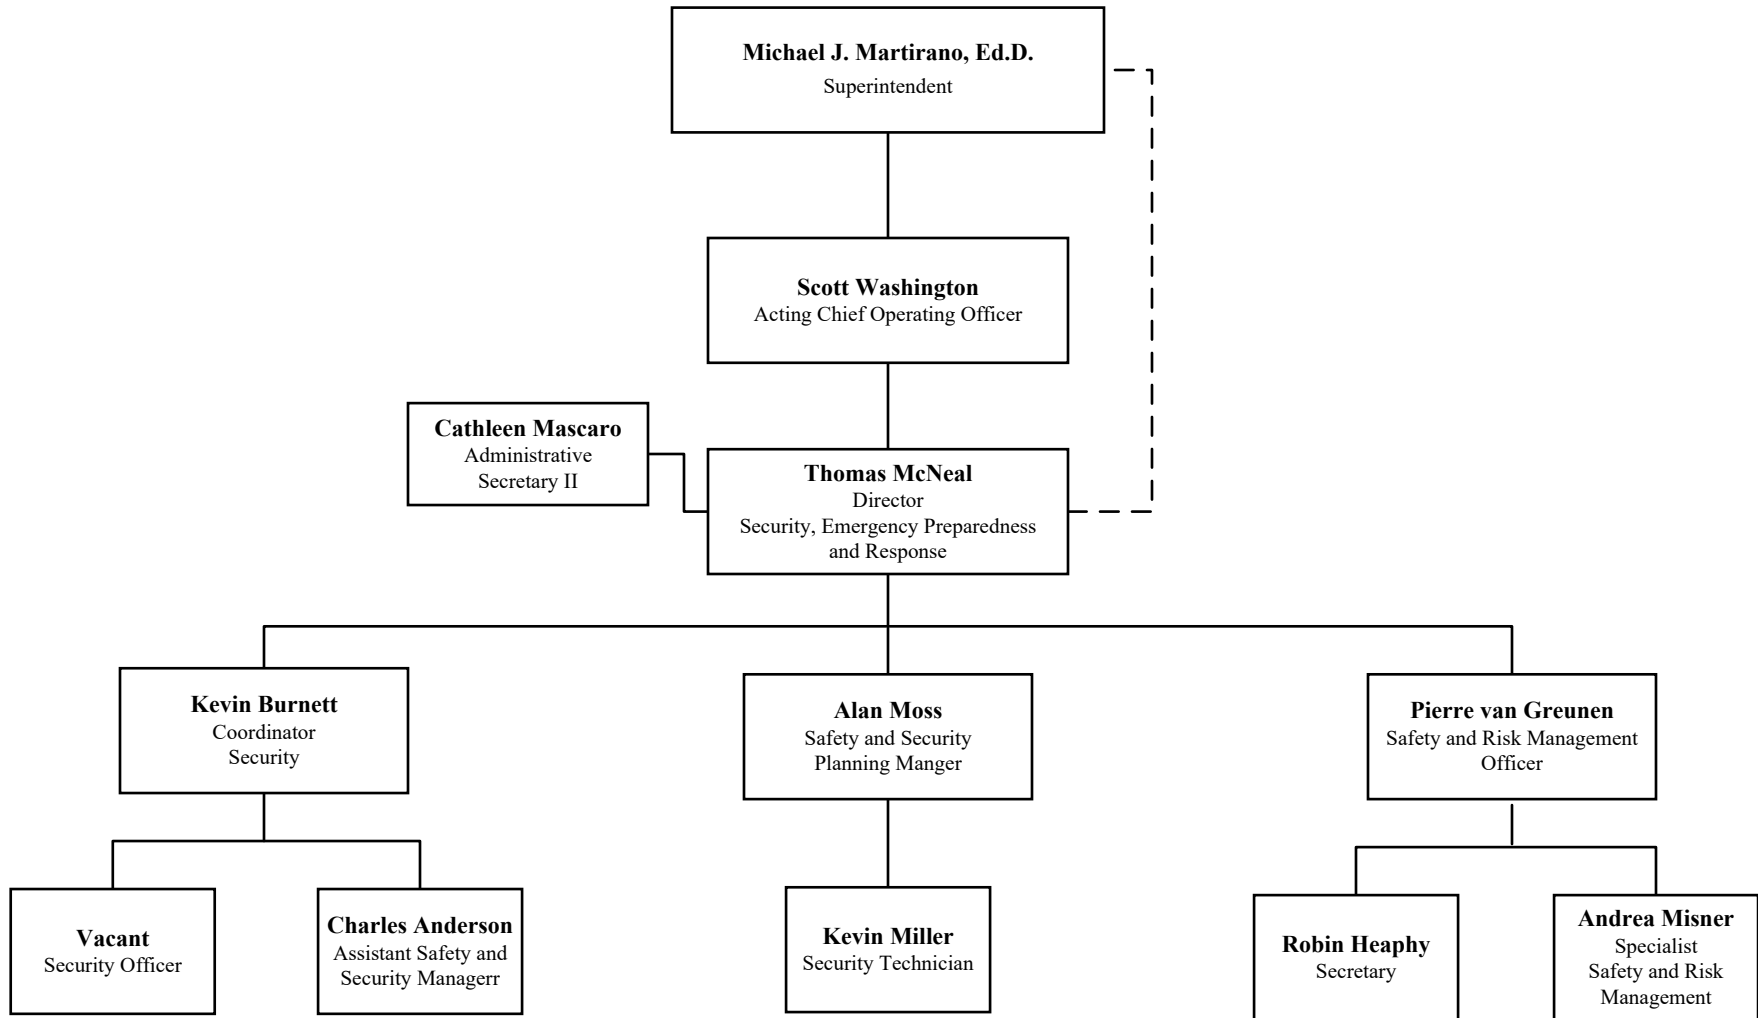 Michael J. Martirano, Ed.D.
Superintendent
Scott Washington
Acting Chief Operating Officer
Cathleen Mascaro
Administrative
Secretary II
Thomas McNeal
Director
Security, Emergency Preparedness
and Response
Kevin Burnett
Coordinator
Security
Alan Moss
Safety and Security
Planning Manger
Pierre van Greunen
Safety and Risk Management
Officer
Vacant
Security Officer
Charles Anderson
Assistant Safety and
Security Managerr
Kevin Miller
Security Technician
Robin Heaphy
Secretary
Andrea Misner
Specialist
Safety and Risk
Management